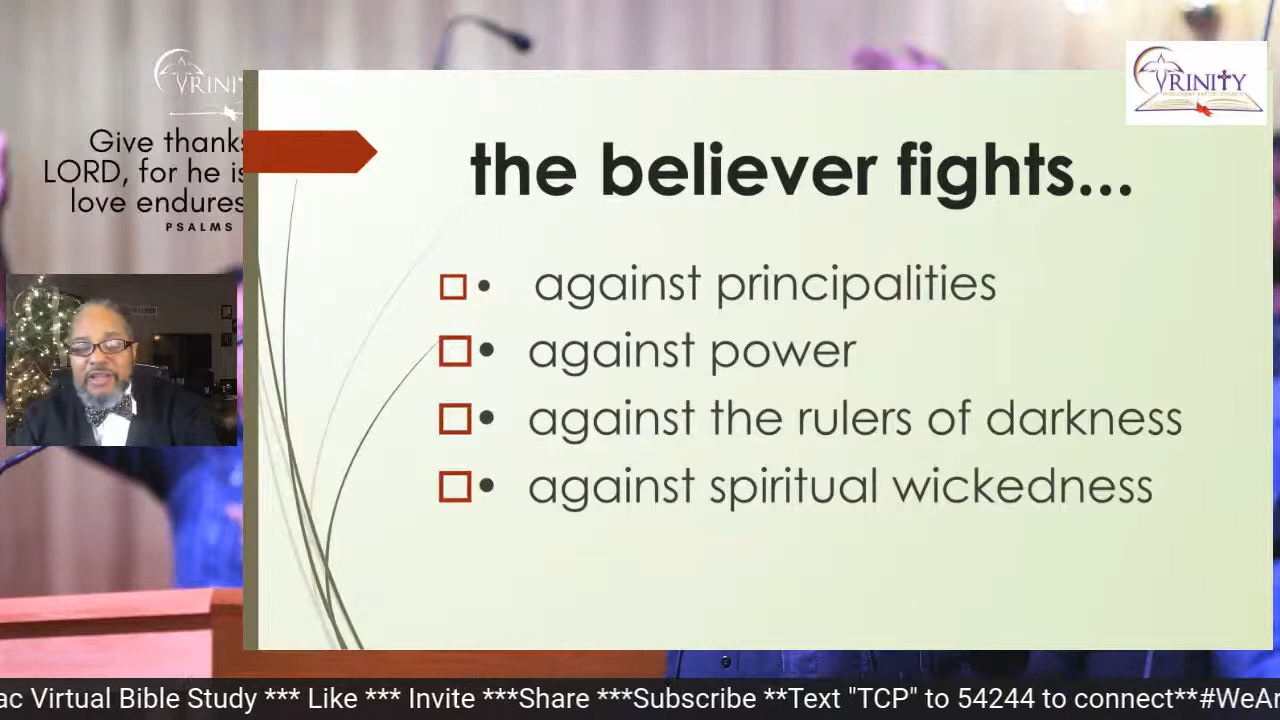 TRINI
Give thanks
LORD, for he is
love endures
PSALMS
TRINITY
the believer fights...
• against principalities
• against power
• against the rulers of darkness
• against spiritual wickedness
ac Virtual Bible Study *** Like *** Invite ***Share ***Subscribe **Text "TCP" to 54244 to connect**#WeAr